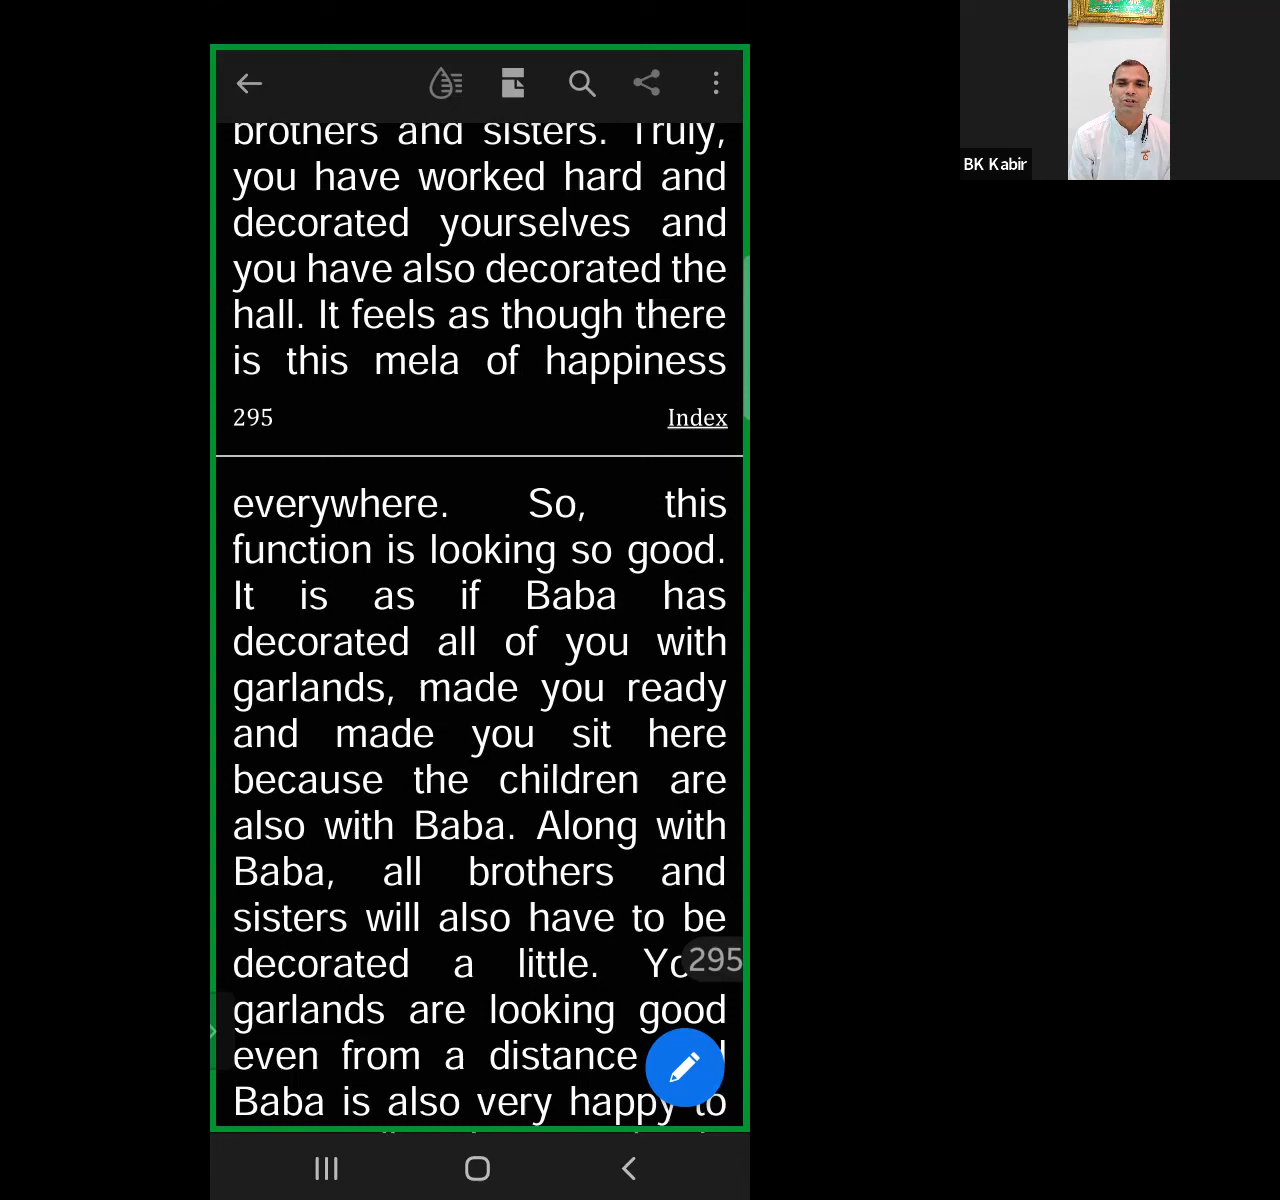 brothers and sisters. Truly,
you have worked hard and
decorated yourselves and
you have also decorated the
hall. It feels as though there
is this mela of happiness
295 Index
everywhere. So, this
function is looking so good.
It is as if Baba has
decorated all of you with
garlands, made you ready
and made you sit here
because the children are
also with Baba. Along with
Baba, all brothers and
sisters will also have to be
decorated a little.
295
garlands are looking good
even from a distance
Baba is also very happy to
BK Kabir